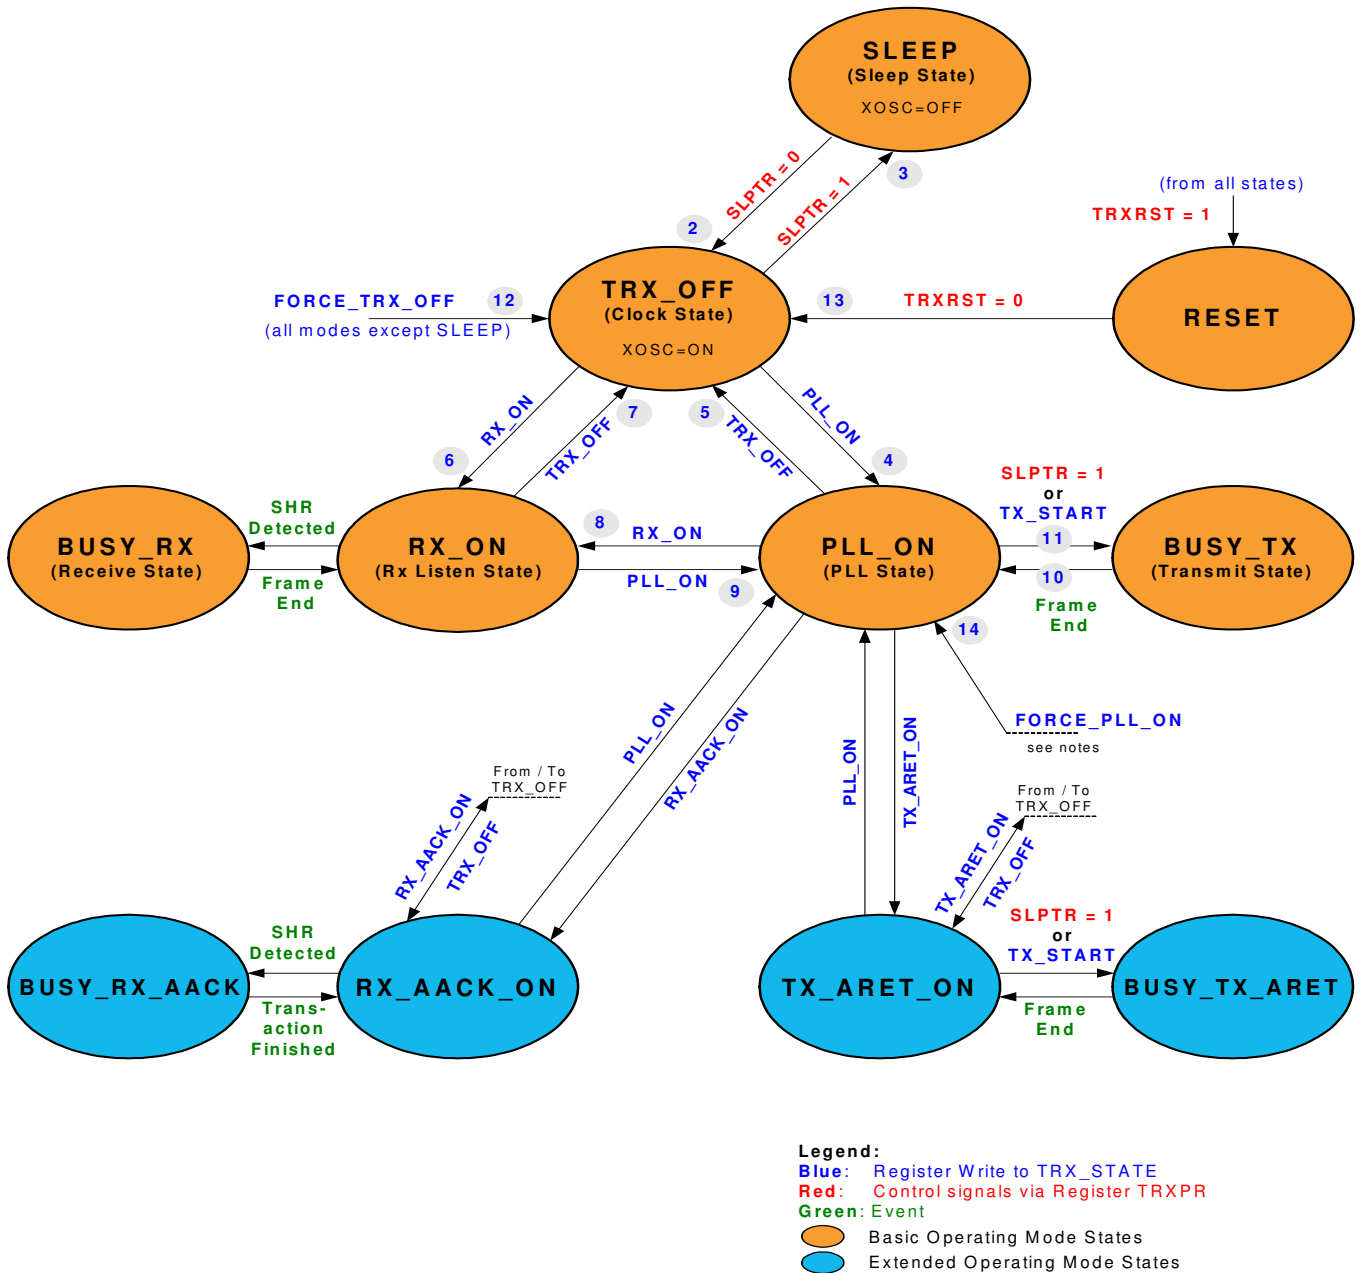 SLEEP
(Sleep State)
XOSC=OFF
SLPTR = 0
SLPTR = 1
3
2
(from all states)
TRXRST = 1
FORCE_TRX_OFF
12
(all modes except SLEEP)
TRX_OFF
(Clock State)
XOSC=ON
13
TRXRST = 0
RESET
RX_ON
7
TRX_OFF
6
5
TRX_OFF
PLL_ON
4
SHR
Detected
BUSY_RX
(Receive State)
Frame
End
RX_ON
(Rx Listen State)
8
RX_ON
PLL_ON
9
PLL_ON
(PLL State)
SLPTR = 1
or
TX_START
11
10
Frame
End
BUSY_TX
(Transmit State)
14
FORCE_PLL_ON
see notes
PLL_ON
RX_AACK_ON
PLL_ON
TX_ARET_ON
From / To
TRX_OFF
RX_AACK_ON
TRX_OFF
From / To
TRX_OFF
TX_ARET_ON
TRX_OFF
SHR
Detected
BUSY_RX_AACK
Trans-
action
Finished
RX_AACK_ON
TX_ARET_ON
SLPTR = 1
or
TX_START
Frame
End
BUSY_TX_ARET
Legend:
Blue: Register Write to TRX_STATE
Red: Control signals via Register TRXPR
Green: Event
Basic Operating Mode States
Extended Operating Mode States